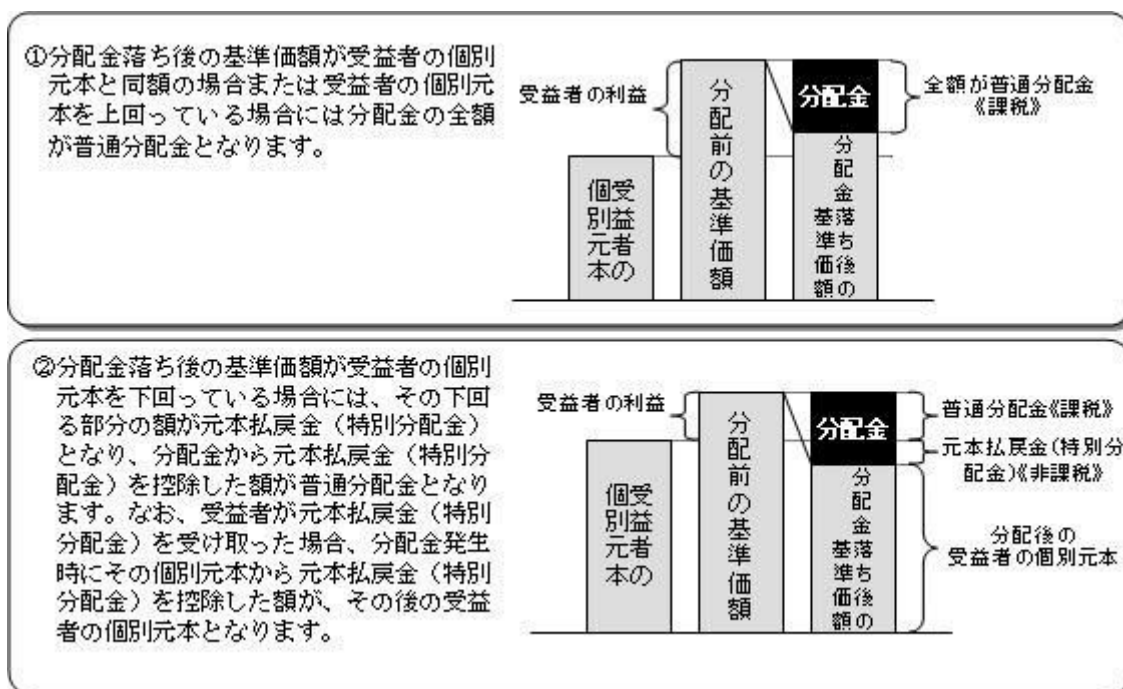 ①分配金落ち後の基準価額が受益者の個別
元本と同額の場合または受益者の個別元
本を上回っている場合には分配金の全額
が普通分配金となります。
受益者の利益
受益者の
個別元本
分配前の基準価額
分配金
分配金落ち後の
基準価額
全額が普通分配金
《課税》
②分配金落ち後の基準価額が受益者の個別
元本を下回っている場合には、その下回
る部分の額が元本払戻金（特別分配金）
となり、分配金から元本払戻金（特別分
配金）を控除した額が普通分配金となり
ます。なお、受益者が元本払戻金（特別
分配金）を受け取った場合、分配金発生
時にその個別元本から元本払戻金（特別
分配金）を控除した額が、その後の受益
者の個別元本となります。
受益者の利益
受益者の
個別元本
分配前の基準価額
分配金
分配金落ち後の
基準価額
普通分配金《課税》
元本払戻金(特別分
配金)《非課税》
分配後の
受益者の個別元本